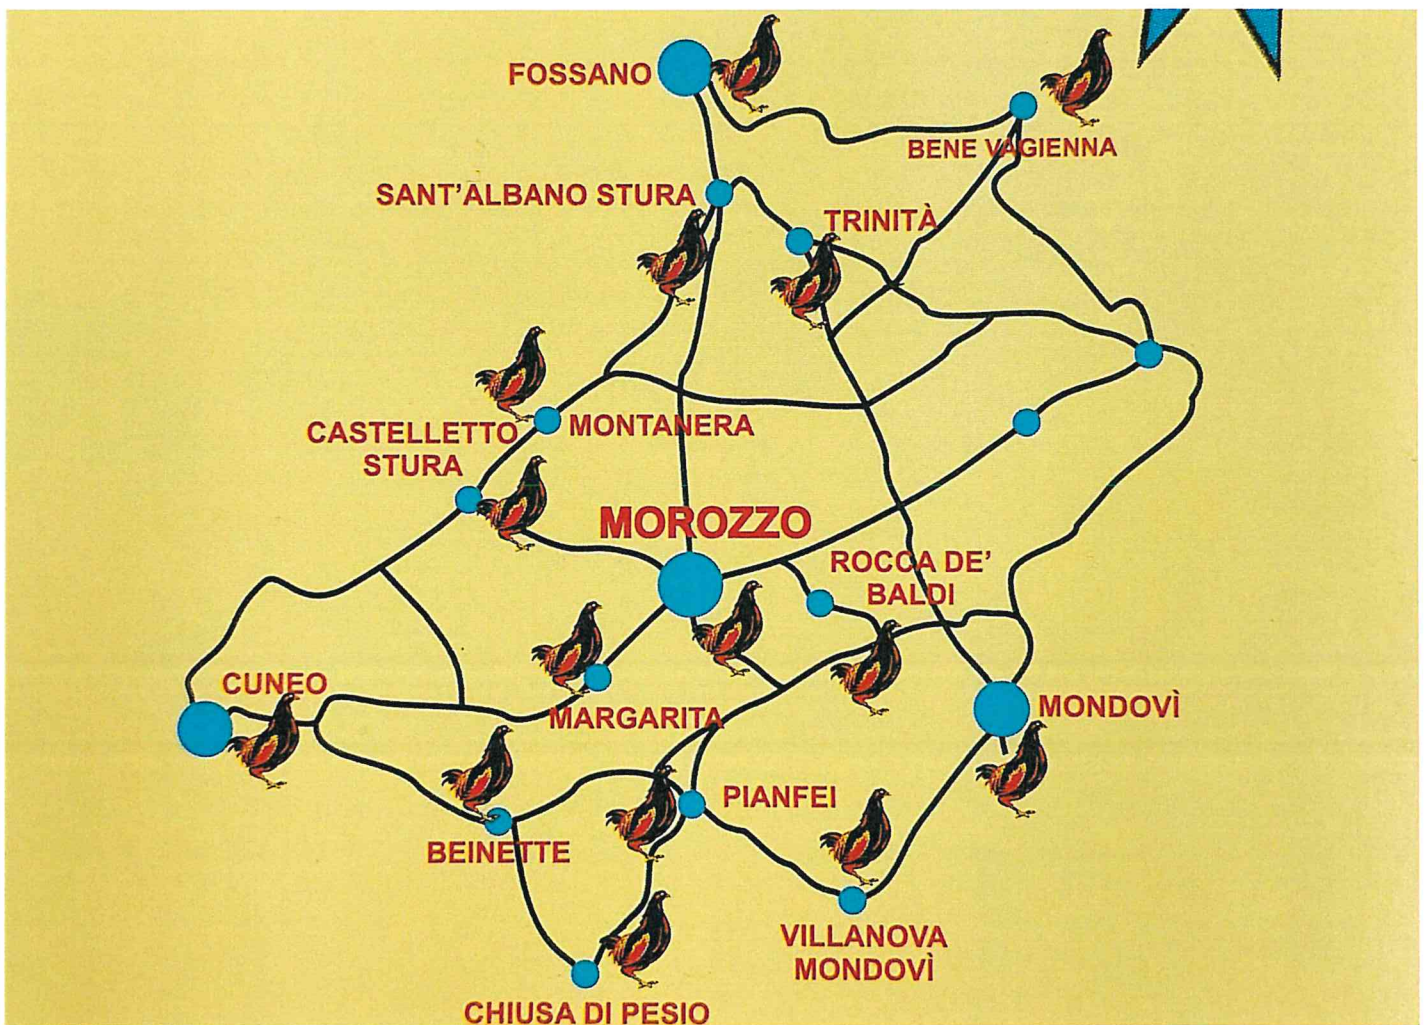 FOSSANO
BENE VAGIENNA
SANT'ALBANO STURA
TRINITÀ
MONTANERA
CASTELLETTO
STURA
MOROZZO
ROCCA DE'
BALDI
CUNEO
MARGARITA
MONDOVÌ
PIANFEI
BEINETTE
VILLANOVA
MONDOVÌ
CHIUSA DI PESIO